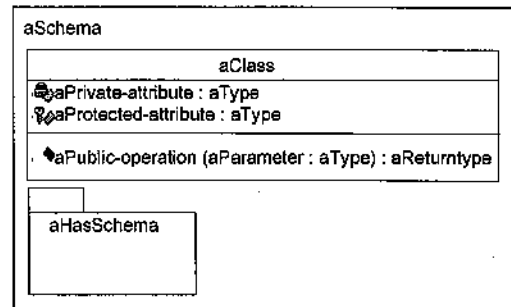 aSchema
aClass
aPrivate-attribute : aType
aProtected-attribute : aType
aPublic-operation (aParameter : aType) : aReturntype
aHasSchema